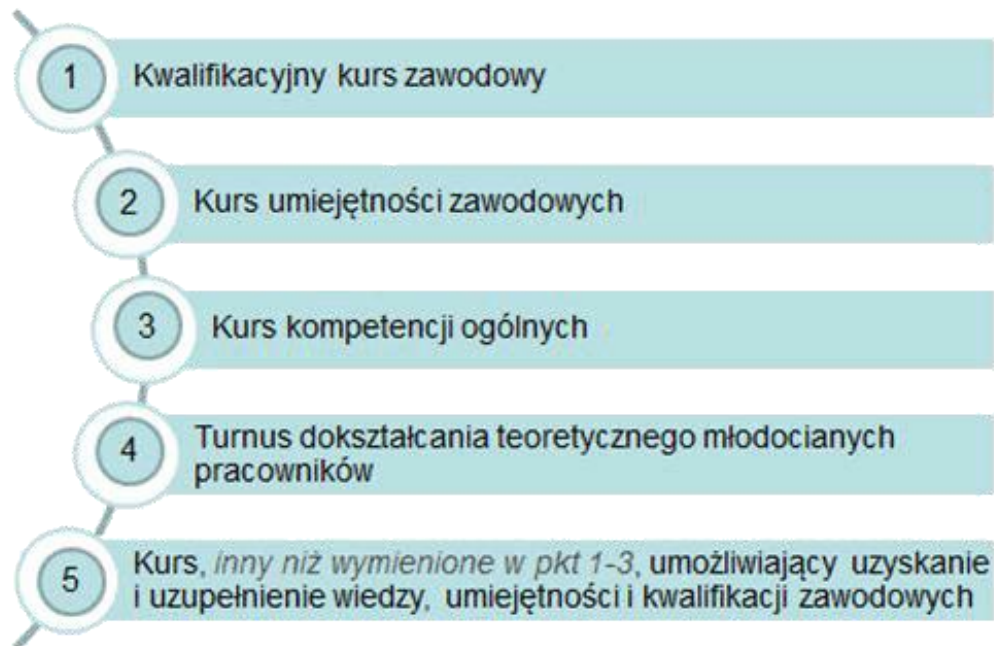 1
Kwalifikacyjny kurs zawodowy
2
Kurs umiejętności zawodowych
3
Kurs kompetencji ogólnych
4
Turnus dokształcania teoretycznego młodocianych
pracowników
5
Kurs, inny niż wymienione w pkt 1-3, umożliwiający uzyskanie
i uzupełnienie wiedzy, umiejętności i kwalifikacji zawodowych